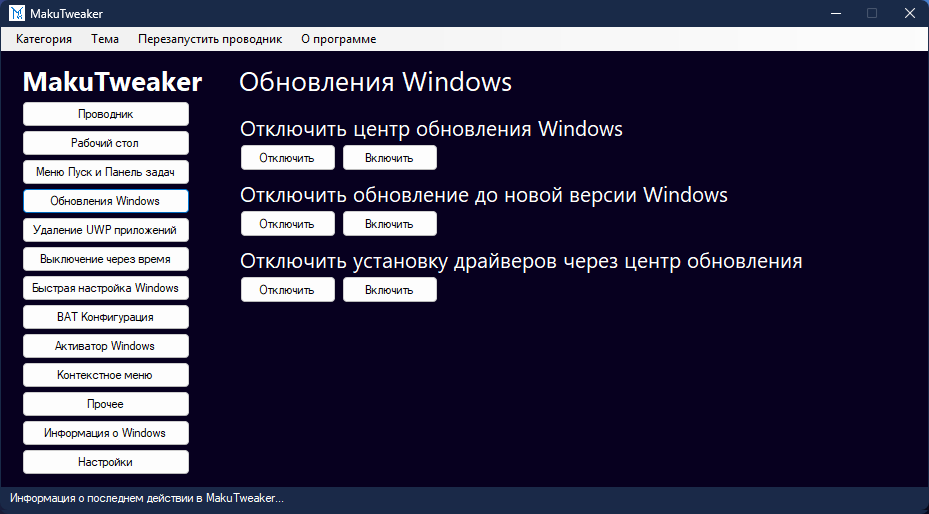 MakuTweaker
Категория Тема Перезапустить проводник О программе
MakuTweaker
Проводник
Рабочий стол
Меню Пуск и Панель задач
Обновления Windows
Удаление UWP приложений
Выключение через время
Быстрая настройка Windows
BAT Конфигурация
Активатор Windows
Контекстное меню
Прочее
Информация о Windows
Настройки
Обновления Windows
Отключить центр обновления Windows
Отключить Включить
Отключить обновление до новой версии Windows
Отключить Включить
Отключить установку драйверов через центр обновления
Отключить Включить
Информация о последнем действии в MakuTweaker...